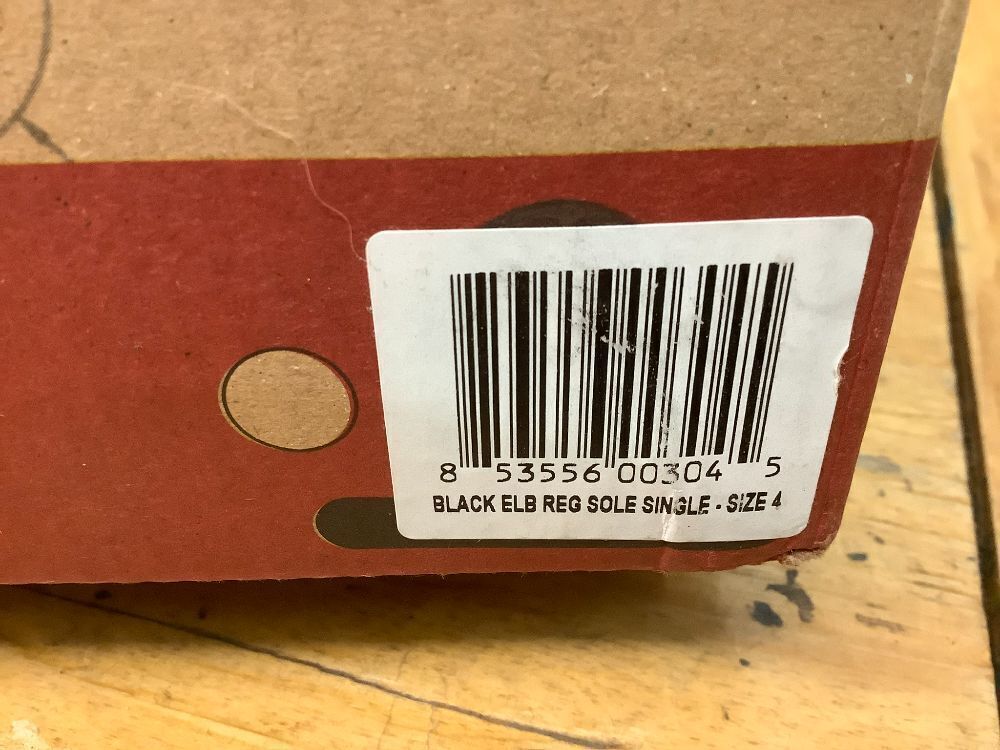 8 53556 00304 5
BLACK ELB REG SOLE SINGLE - SIZE 4